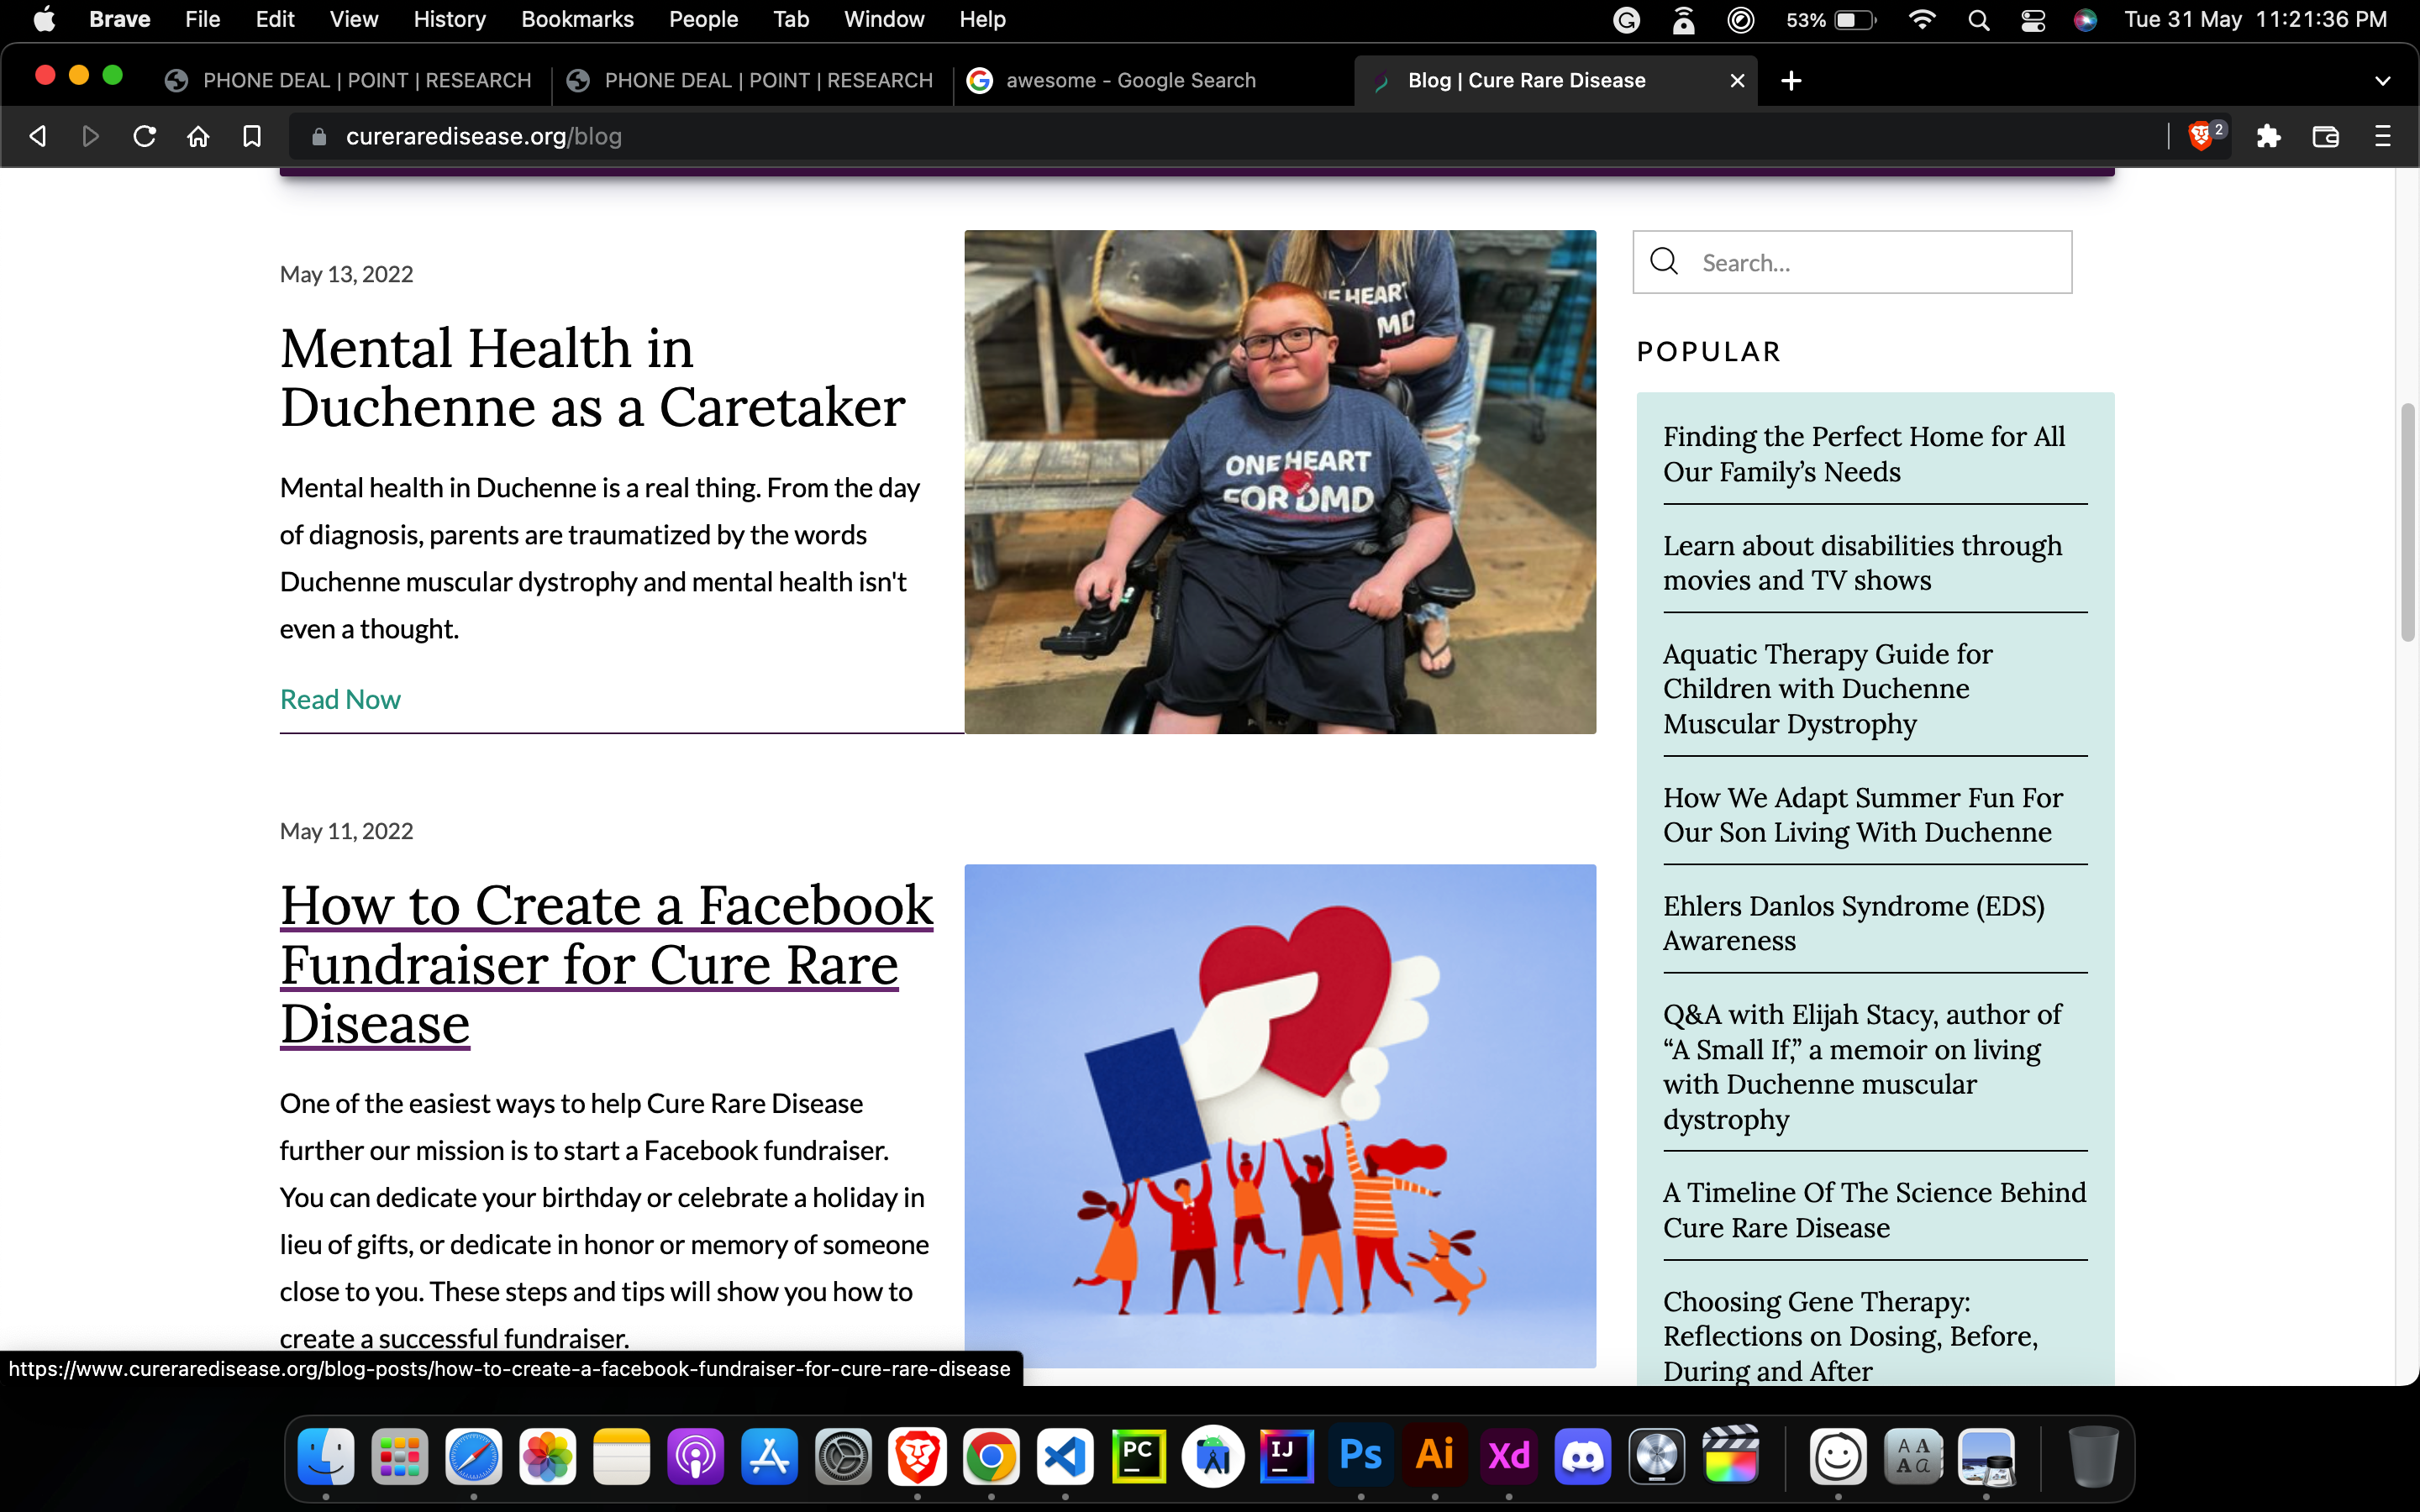 Brave File Edit View History Bookmarks People Tab Window Help 53% Tue 31 May 11:21:36 PM
PHONE DEAL | POINT | RESEARCH
PHONE DEAL | POINT | RESEARCH
awesome - Google Search
Blog | Cure Rare Disease
cureraredisease.org/blog
2
May 13, 2022
Mental Health in
Duchenne as a Caretaker
Mental health in Duchenne is a real thing. From the day
of diagnosis, parents are traumatized by the words
Duchenne muscular dystrophy and mental health isn't
even a thought.
Read Now
ONE HEART
MD
ONE HEART
FOR DMD
May 11, 2022
How to Create a Facebook
Fundraiser for Cure Rare
Disease
One of the easiest ways to help Cure Rare Disease
further our mission is to start a Facebook fundraiser.
You can dedicate your birthday or celebrate a holiday in
lieu of gifts, or dedicate in honor or memory of someone
close to you. These steps and tips will show you how to
create a successful fundraiser.
Search...
POPULAR
Finding the Perfect Home for All
Our Family’s Needs
Learn about disabilities through
movies and TV shows
Aquatic Therapy Guide for
Children with Duchenne
Muscular Dystrophy
How We Adapt Summer Fun For
Our Son Living With Duchenne
Ehlers Danlos Syndrome (EDS)
Awareness
Q&A with Elijah Stacy, author of
“A Small If,” a memoir on living
with Duchenne muscular
dystrophy
A Timeline Of The Science Behind
Cure Rare Disease
Choosing Gene Therapy:
Reflections on Dosing, Before,
During and After
https://www.cureraredisease.org/blog-posts/how-to-create-a-facebook-fundraiser-for-cure-rare-disease
PC
IJ
Ps
Ai
Xd
A A
A a